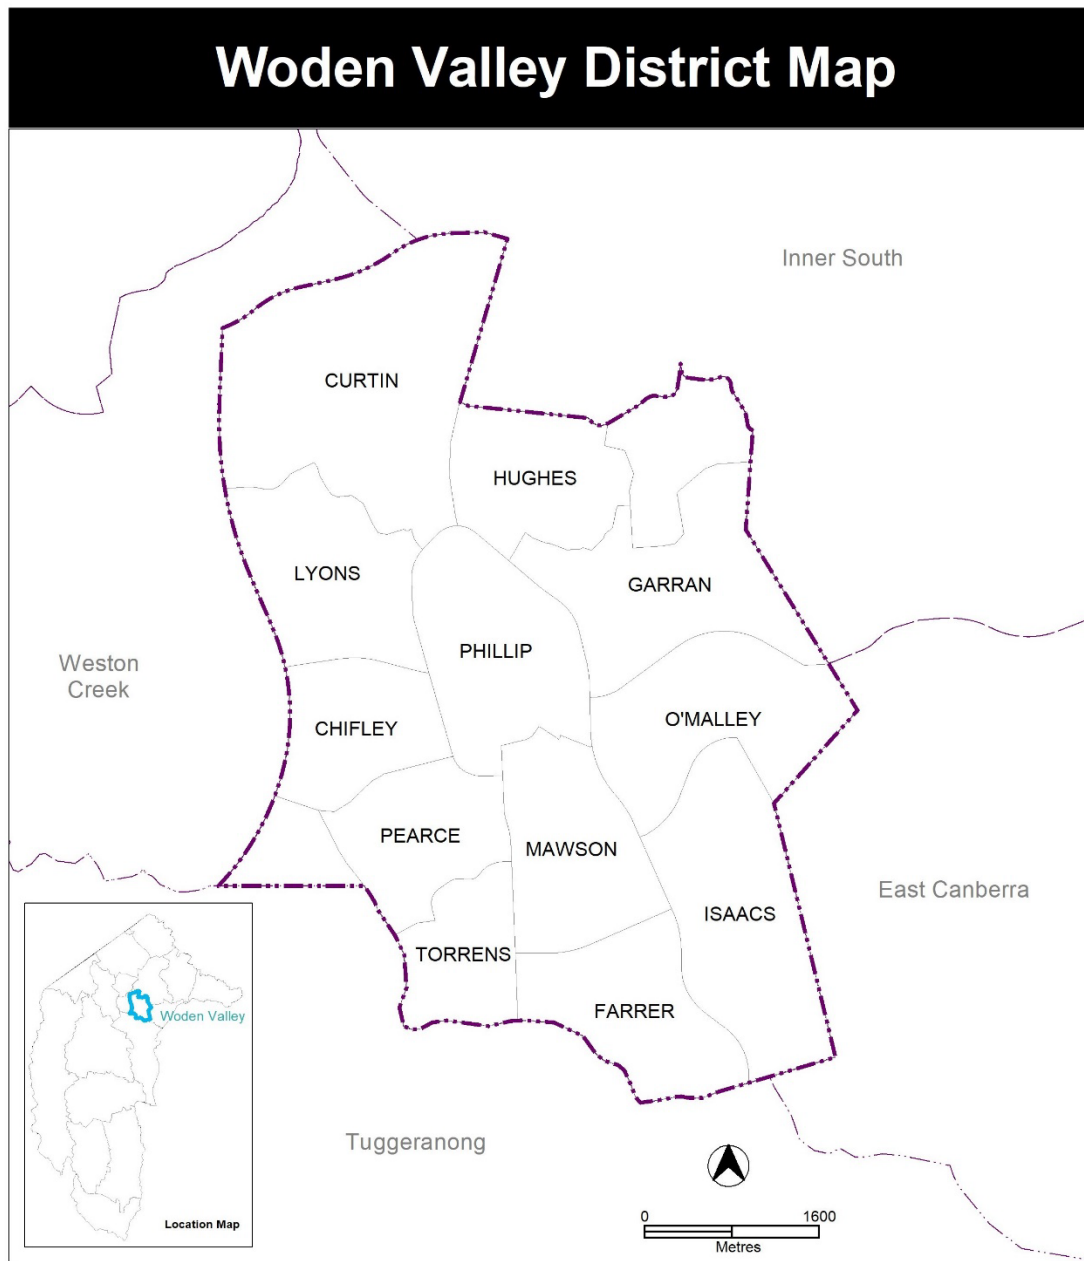 Woden Valley District Map
Inner South
CURTIN
HUGHES
LYONS
GARRAN
PHILLIP
Weston
Creek
O'MALLEY
CHIFLEY
PEARCE
MAWSON
East Canberra
ISAACS
TORRENS
FARRER
Woden Valley
Location Map
Tuggeranong
0 1600
Metres